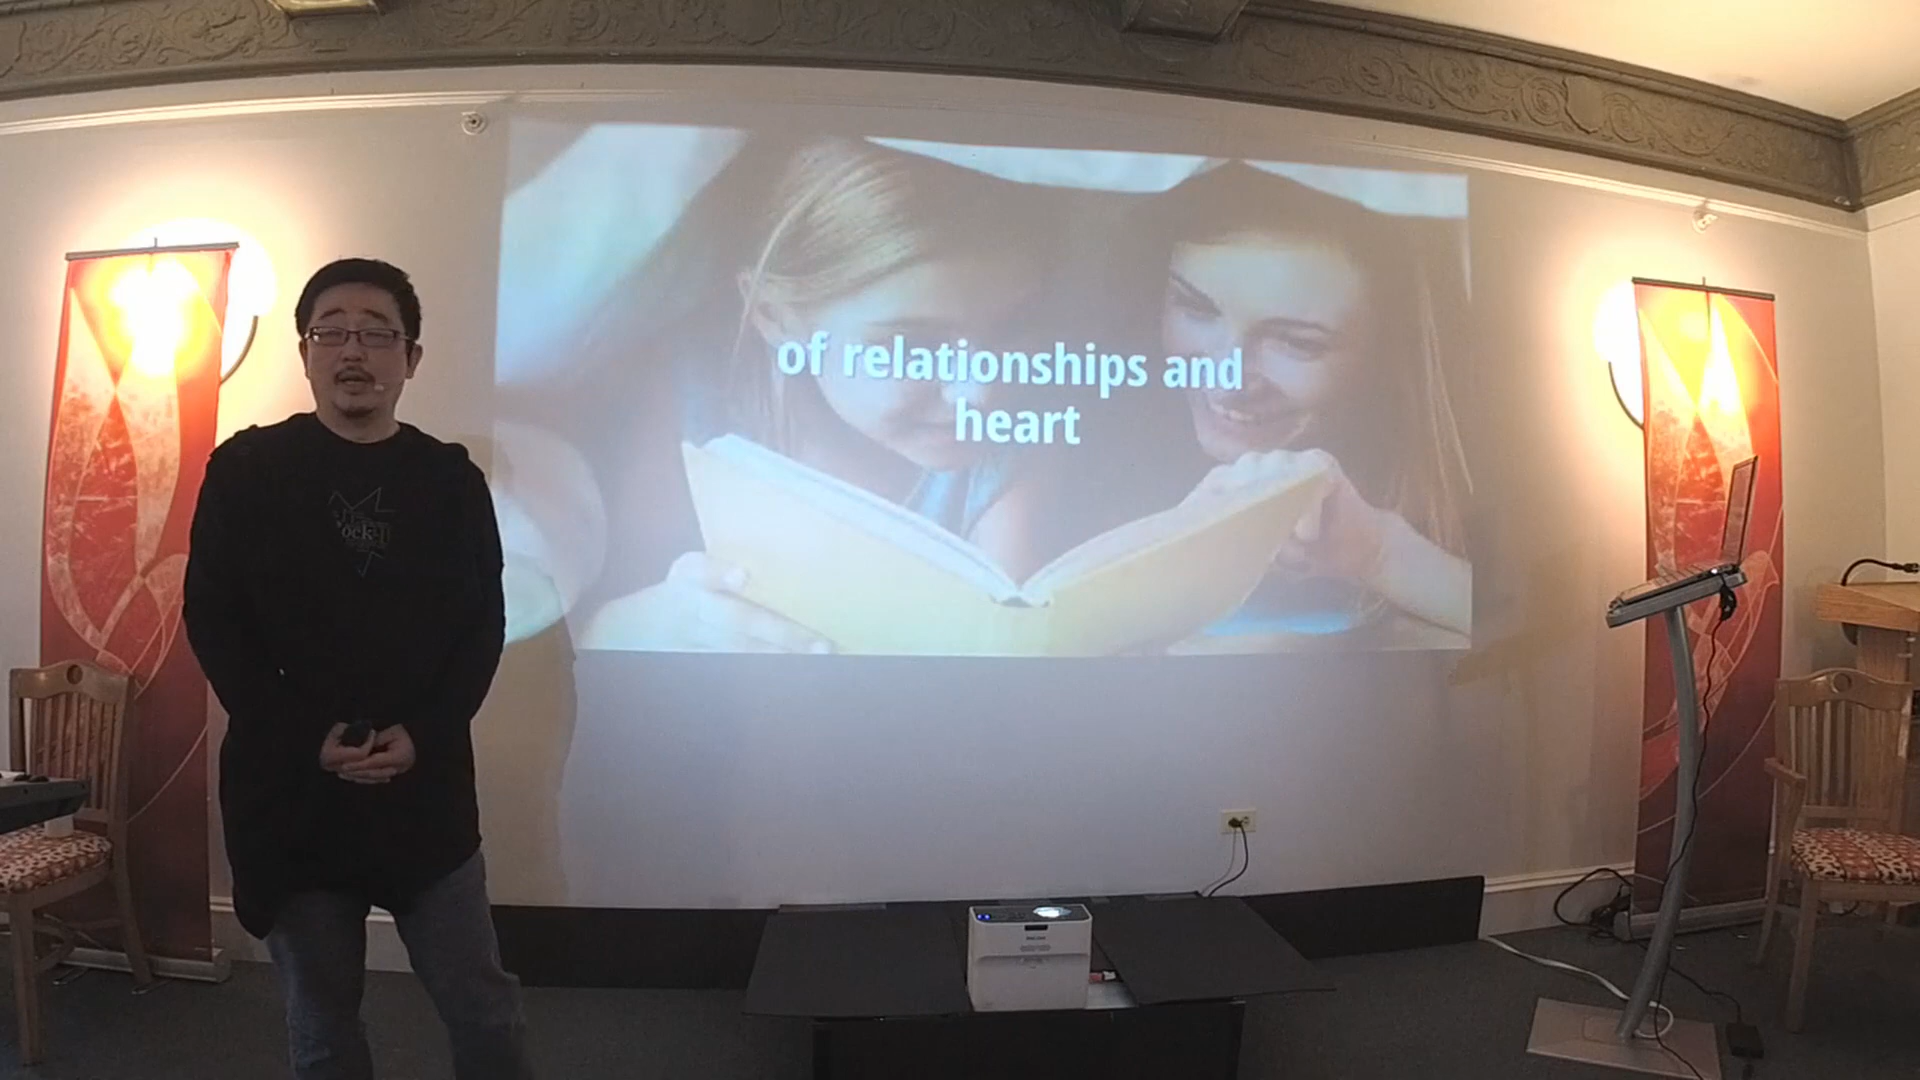 of relationships and
heart